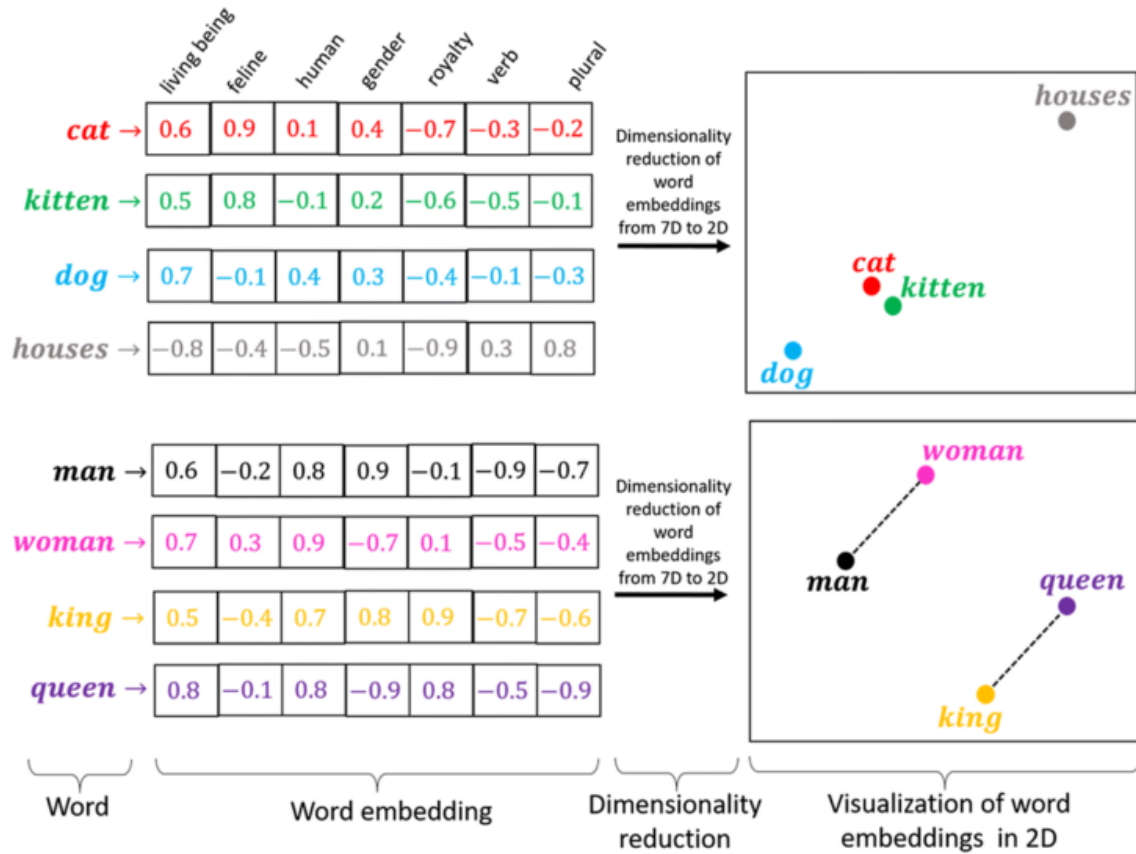 living being feline human gender royalty verb plural
cat → 0.6 0.9 0.1 0.4 −0.7 −0.3 −0.2
kitten → 0.5 0.8 −0.1 0.2 −0.6 −0.5 −0.1
dog → 0.7 −0.1 0.4 0.3 −0.4 −0.1 −0.3
houses → −0.8 −0.4 −0.5 0.1 −0.9 0.3 0.8
Dimensionality
reduction of
word
embeddings
from 7D to 2D
houses
cat
kitten
dog
man → 0.6 −0.2 0.8 0.9 −0.1 −0.9 −0.7
woman → 0.7 0.3 0.9 −0.7 0.1 −0.5 −0.4
king → 0.5 −0.4 0.7 0.8 0.9 −0.7 −0.6
queen → 0.8 −0.1 0.8 −0.9 0.8 −0.5 −0.9
Dimensionality
reduction of
word
embeddings
from 7D to 2D
woman
man
queen
king
Word
Word embedding
Dimensionality
reduction
Visualization of word
embeddings in 2D